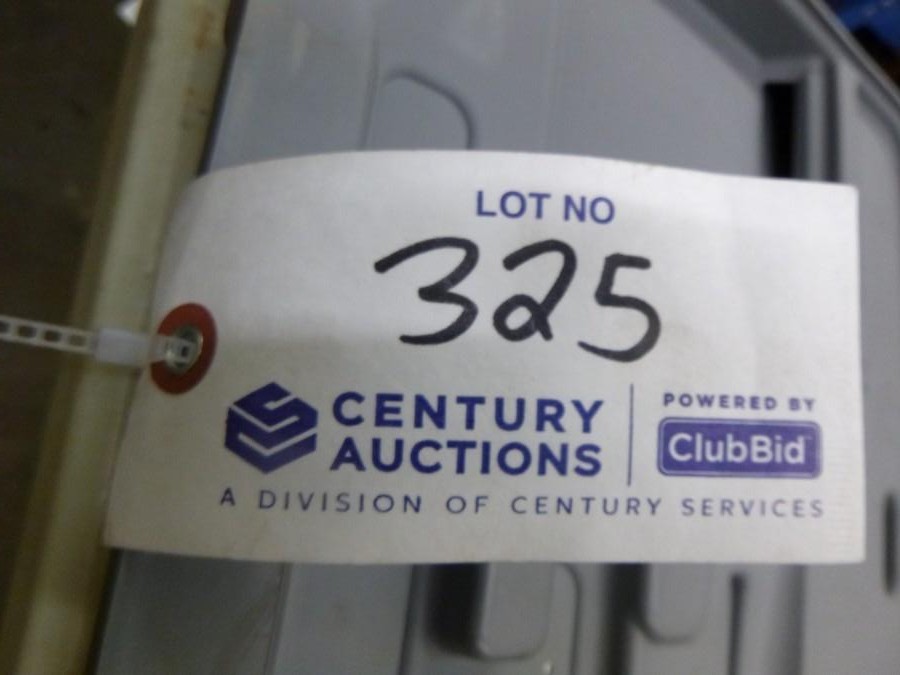 LOT NO
325
CENTURY
AUCTIONS
POWERED BY
ClubBid
A DIVISION OF CENTURY SERVICES